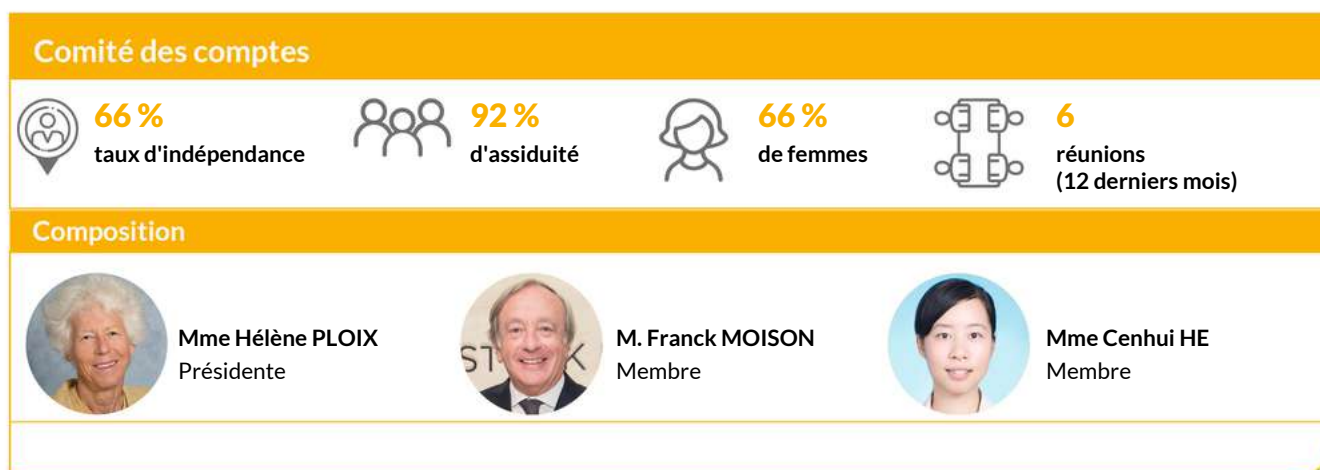 Comité des comptes
66 %
taux d'indépendance
92 %
d'assiduité
66 %
de femmes
6
réunions
(12 derniers mois)
Composition
Mme Hélène PLOIX
Présidente
M. Franck MOISON
Membre
Mme Cenhui HE
Membre